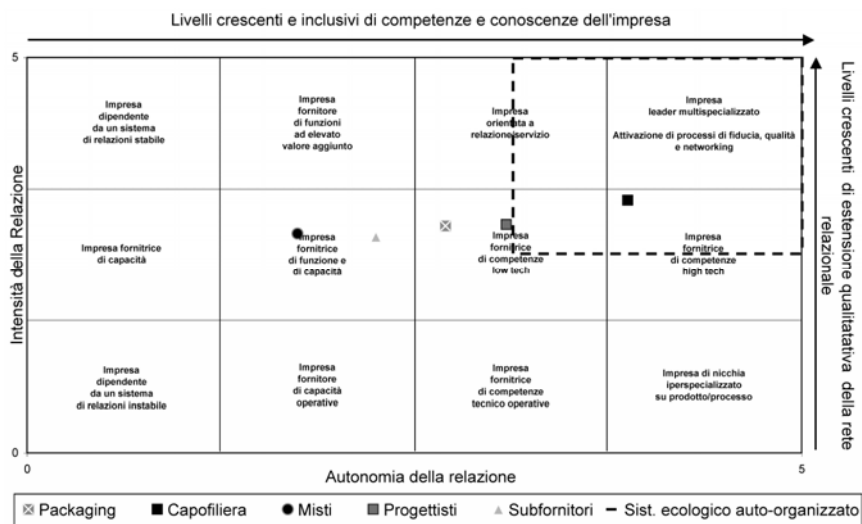 Livelli crescenti e inclusivi di competenze e conoscenze dell'impresa
5
Impresa
dipendente
da un sistema
di relazioni stabile
Impresa
fornitore
di funzioni
ad elevato
valore aggiunto
Impresa
orientata a
relazione/servizio
Impresa
leader multispecializzato
Attivazione di processi di fiducia, qualità
e networking
Impresa fornitrice
di capacità
Impresa
fornitrice
di funzione e
di capacità
Impresa
fornitrice
di competenze
low tech
Impresa
fornitrice
di competenze
high tech
Impresa
dipendente
da un sistema
di relazioni instabile
Impresa
fornitore
di capacità
operative
Impresa
fornitrice
di competenze
tecnico operative
Impresa di nicchia
iperspecializzato
su prodotto/processo
Intensità della Relazione
Livelli crescenti di estensione qualitatativa della rete
relazionale
0
0
Autonomia della relazione
5
Packaging Capofiliera Misti Progettisti Subfornitori Sist. ecologico auto-organizzato